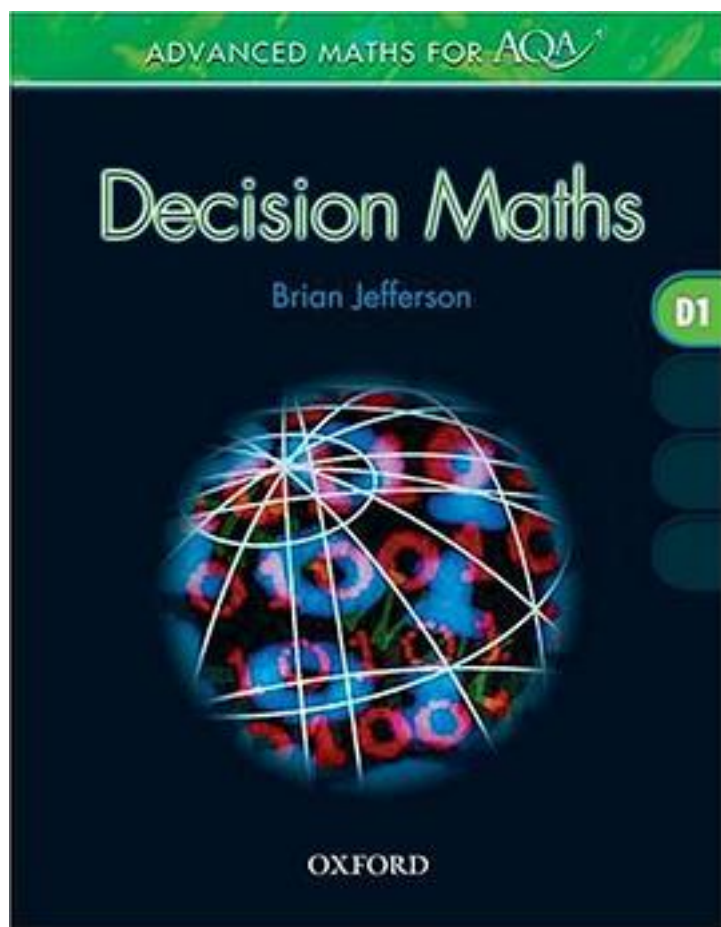 ADVANCED MATHS FOR AQA
Decision Maths
Brian Jefferson
D1
OXFORD